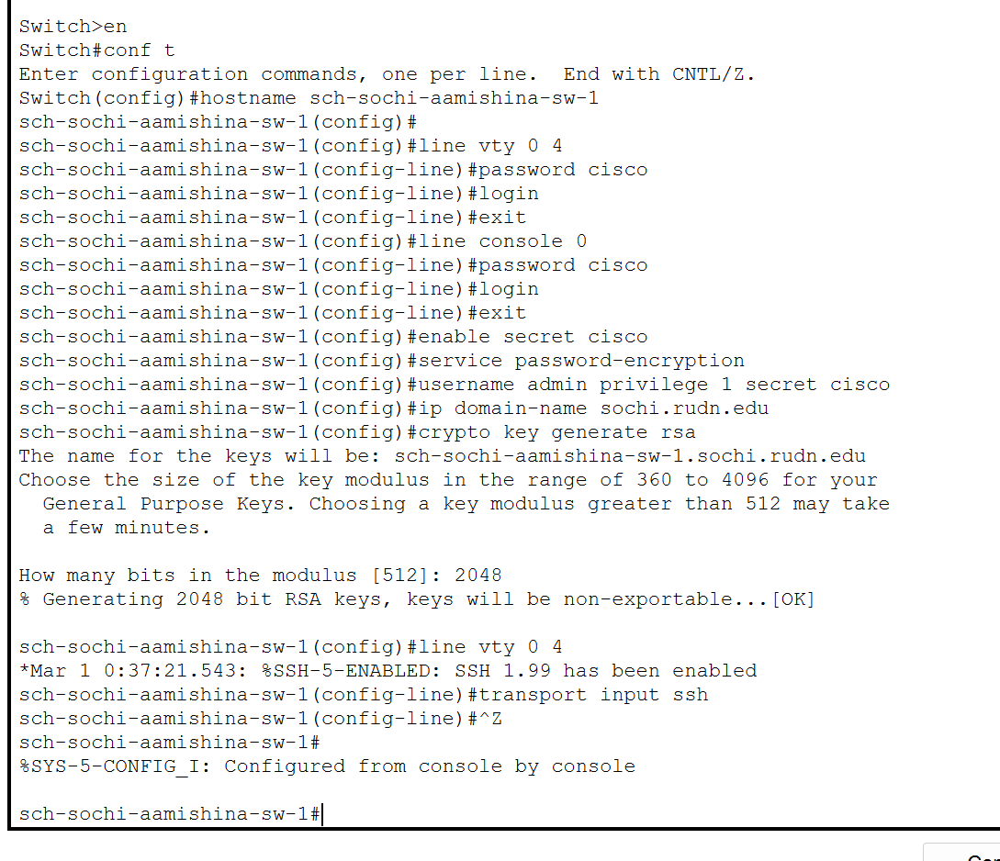 Switch>en
Switch#conf t
Enter configuration commands, one per line.  End with CNTL/Z.
Switch(config)#hostname sch-sochi-aamishina-sw-1
sch-sochi-aamishina-sw-1(config)#
sch-sochi-aamishina-sw-1(config)#line vty 0 4
sch-sochi-aamishina-sw-1(config-line)#password cisco
sch-sochi-aamishina-sw-1(config-line)#login
sch-sochi-aamishina-sw-1(config-line)#exit
sch-sochi-aamishina-sw-1(config)#line console 0
sch-sochi-aamishina-sw-1(config-line)#password cisco
sch-sochi-aamishina-sw-1(config-line)#login
sch-sochi-aamishina-sw-1(config-line)#exit
sch-sochi-aamishina-sw-1(config)#enable secret cisco
sch-sochi-aamishina-sw-1(config)#service password-encryption
sch-sochi-aamishina-sw-1(config)#username admin privilege 1 secret cisco
sch-sochi-aamishina-sw-1(config)#ip domain-name sochi.rudn.edu
sch-sochi-aamishina-sw-1(config)#crypto key generate rsa
The name for the keys will be: sch-sochi-aamishina-sw-1.sochi.rudn.edu
Choose the size of the key modulus in the range of 360 to 4096 for your
  General Purpose Keys. Choosing a key modulus greater than 512 may take
  a few minutes.

How many bits in the modulus [512]: 2048
% Generating 2048 bit RSA keys, keys will be non-exportable...[OK]

sch-sochi-aamishina-sw-1(config)#line vty 0 4
*Mar 1 0:37:21.543: %SSH-5-ENABLED: SSH 1.99 has been enabled
sch-sochi-aamishina-sw-1(config-line)#transport input ssh
sch-sochi-aamishina-sw-1(config-line)#^Z
sch-sochi-aamishina-sw-1#
%SYS-5-CONFIG_I: Configured from console by console

sch-sochi-aamishina-sw-1#